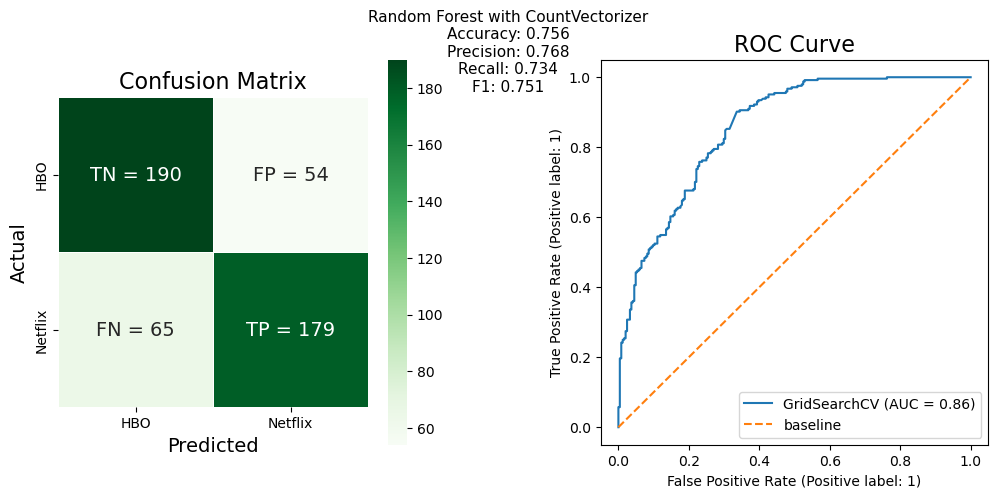 Random Forest with CountVectorizer
Accuracy: 0.756
Precision: 0.768
Recall: 0.734
F1: 0.751
Confusion Matrix
Actual
HBO
Netflix
TN = 190
FP = 54
FN = 65
TP = 179
HBO
Netflix
Predicted
180
160
140
120
100
80
60
ROC Curve
True Positive Rate (Positive label: 1)
1.0
0.8
0.6
0.4
0.2
0.0
GridSearchCV (AUC = 0.86)
baseline
0.0
0.2
0.4
0.6
0.8
1.0
False Positive Rate (Positive label: 1)